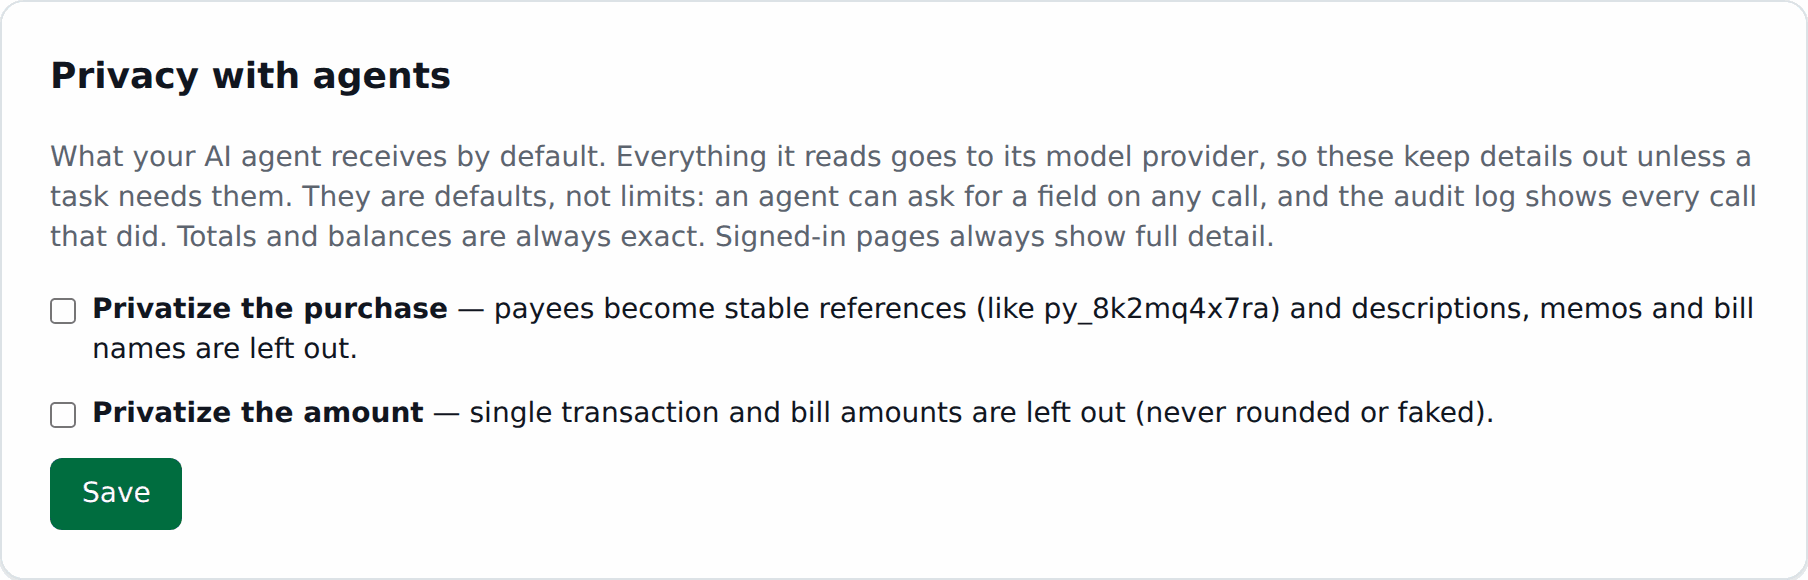 Privacy with agents
What your AI agent receives by default. Everything it reads goes to its model provider, so these keep details out unless a
task needs them. They are defaults, not limits: an agent can ask for a field on any call, and the audit log shows every call
that did. Totals and balances are always exact. Signed-in pages always show full detail.
Privatize the purchase — payees become stable references (like py_8k2mq4x7ra) and descriptions, memos and bill
names are left out.
Privatize the amount — single transaction and bill amounts are left out (never rounded or faked).
Save